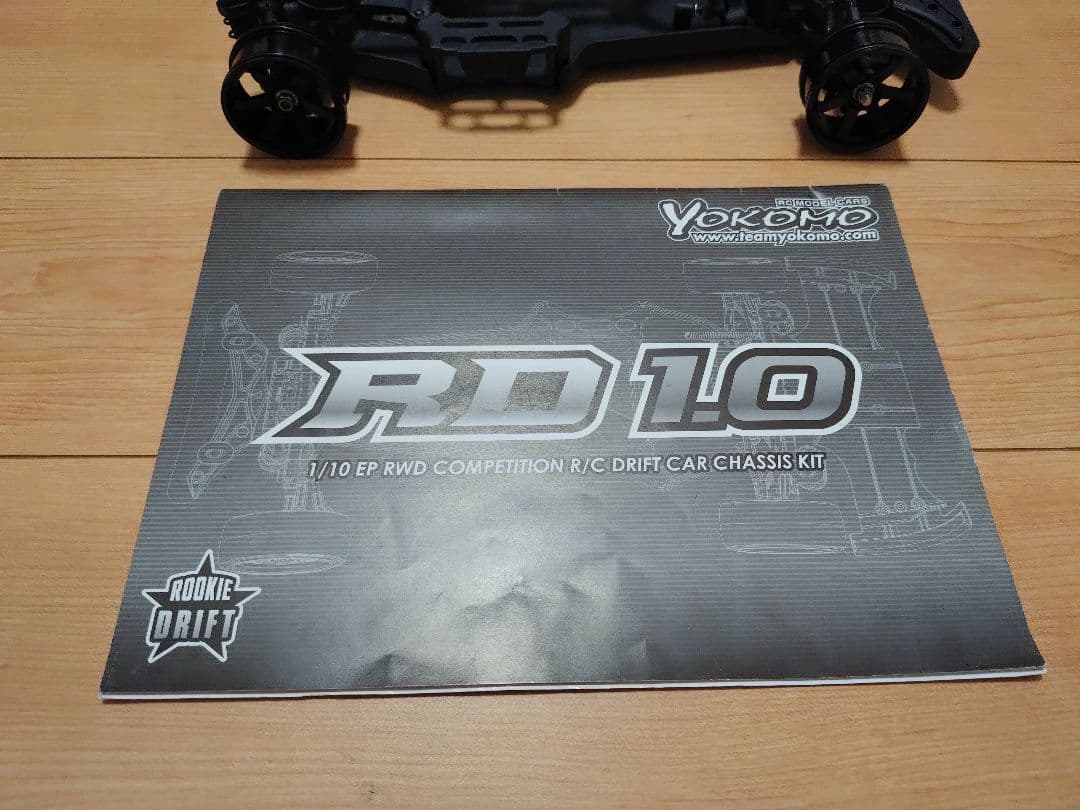 RC MODEL CARS
YOKOMO
www.teamyokomo.com
RD 1.0
1/10 EP RWD COMPETITION R/C DRIFT CAR CHASSIS KIT
ROOKIE
DRIFT